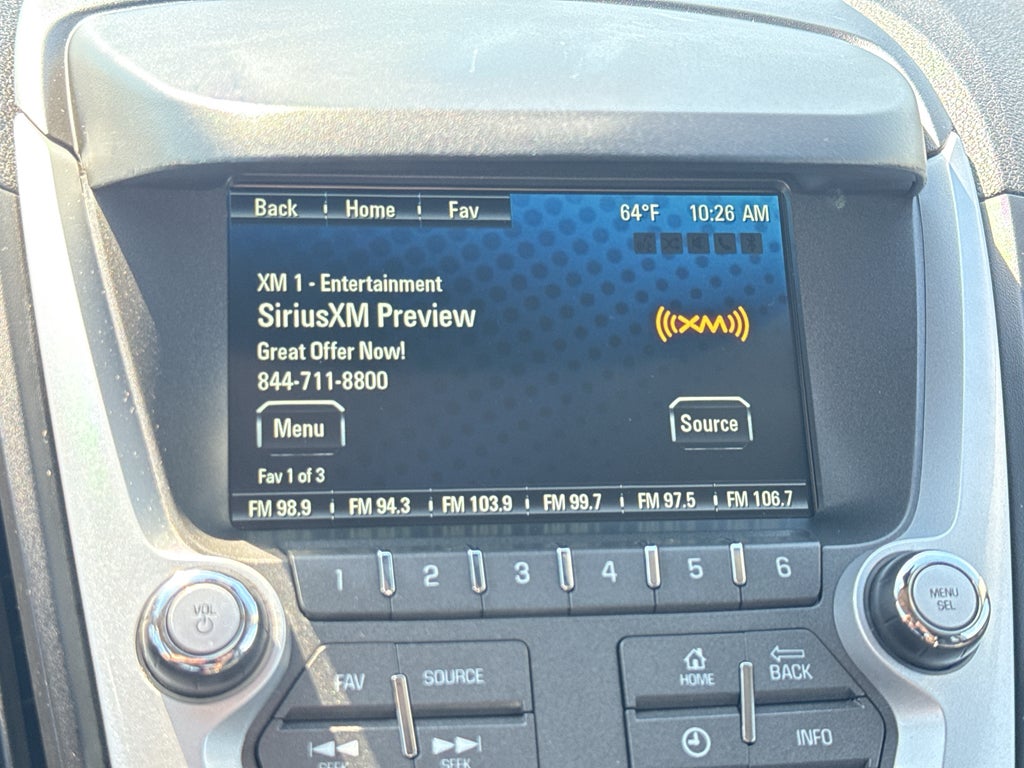 Back Home Fav 64°F 10:26 AM
XM 1 - Entertainment
SiriusXM Preview
Great Offer Now!
844-711-8800
(((XM)))
Menu Source
Fav 1 of 3
FM 98.9 FM 94.3 FM 103.9 FM 99.7 FM 97.5 FM 106.7
1 2 3 4 5 6
VOL
MENU
SEL
FAV SOURCE
HOME BACK
SEEK SEEK
INFO